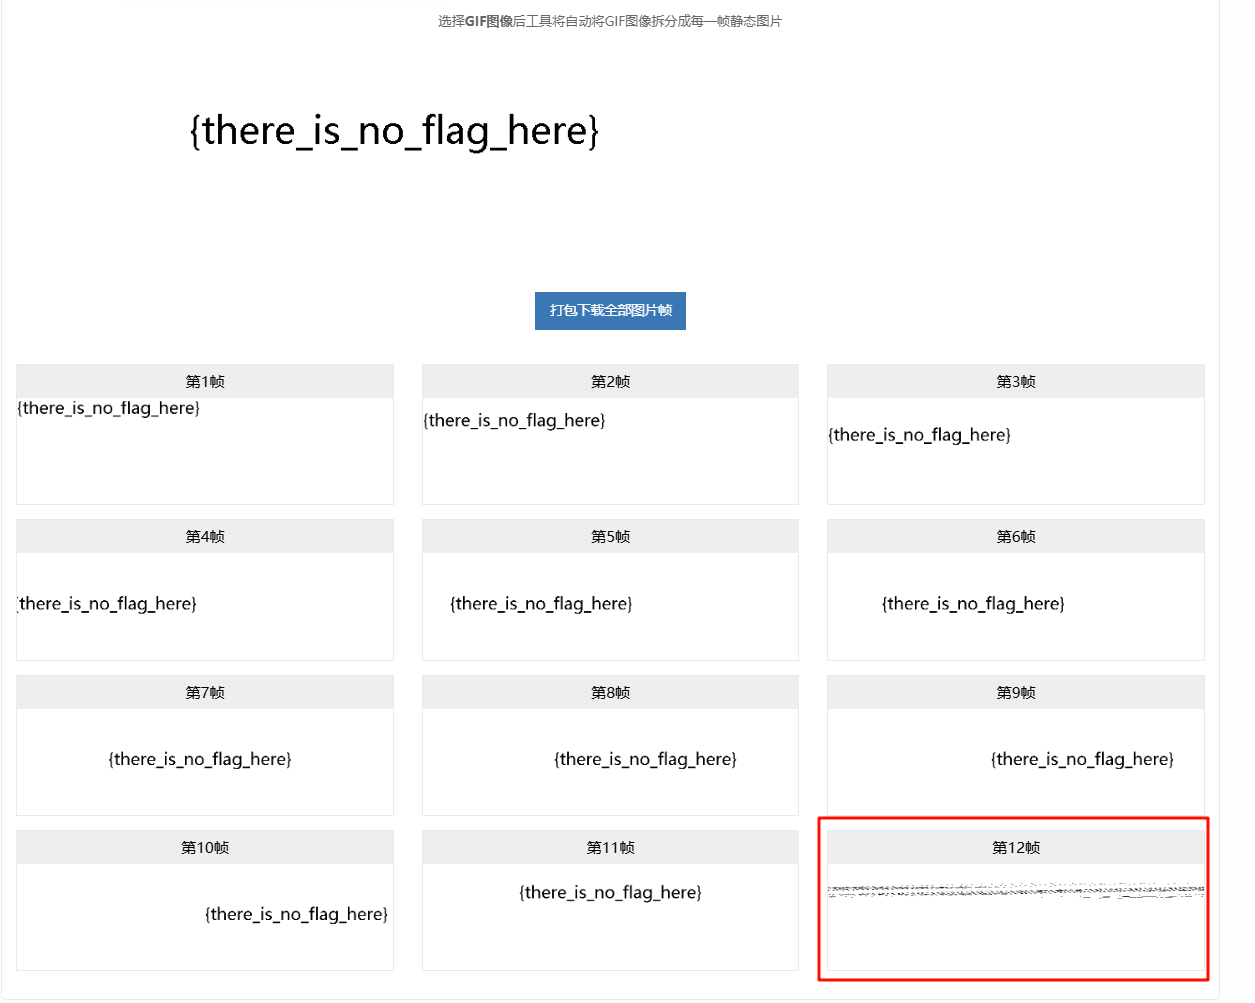 选择GIF图像后工具将自动将GIF图像拆分成每一帧静态图片
{there_is_no_flag_here}
打包下载全部图片帧
第1帧
第2帧
第3帧
{there_is_no_flag_here}
{there_is_no_flag_here}
{there_is_no_flag_here}
第4帧
第5帧
第6帧
{there_is_no_flag_here}
{there_is_no_flag_here}
{there_is_no_flag_here}
第7帧
第8帧
第9帧
{there_is_no_flag_here}
{there_is_no_flag_here}
{there_is_no_flag_here}
第10帧
第11帧
第12帧
{there_is_no_flag_here}
{there_is_no_flag_here}